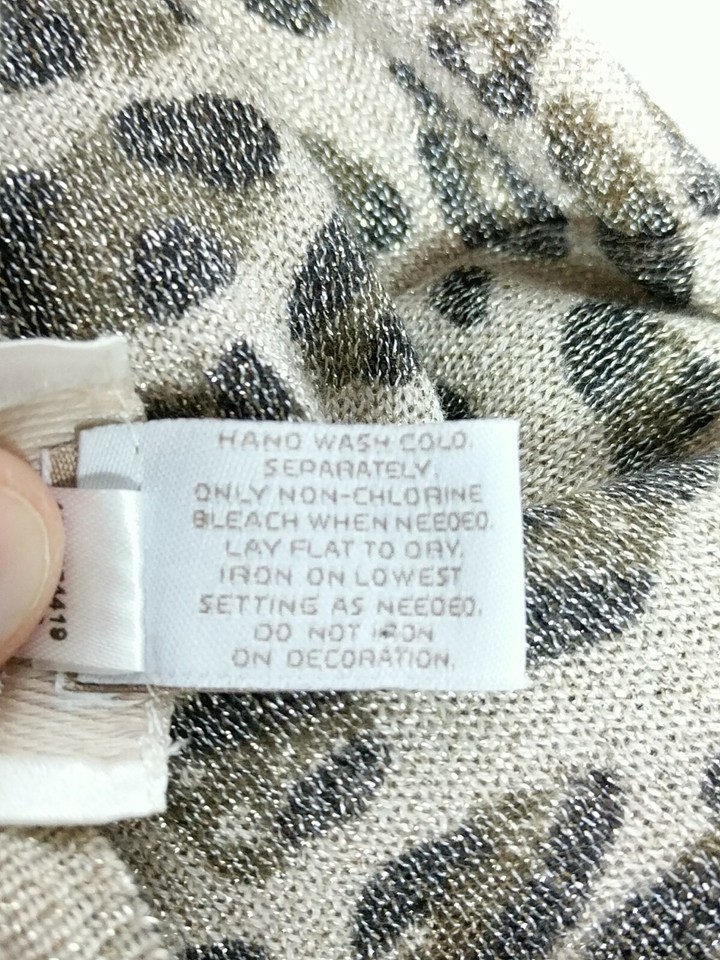 HAND WASH COLD.
SEPARATELY.
ONLY NON-CHLORINE
BLEACH WHEN NEEDED.
LAY FLAT TO DRY.
IRON ON LOWEST
SETTING AS NEEDED.
DO NOT IRON
ON DECORATION.